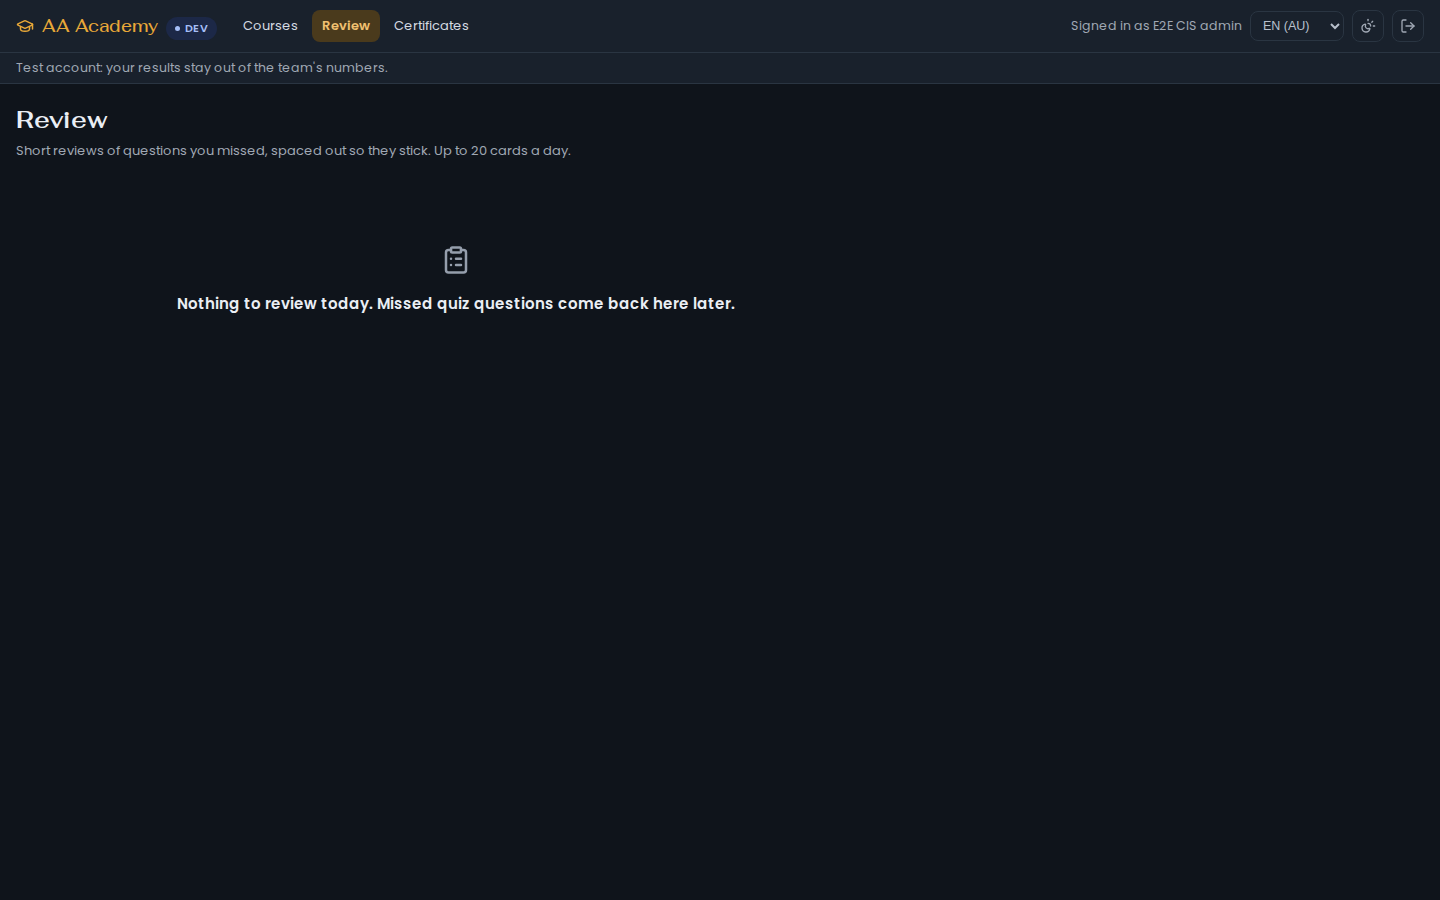 AA Academy DEV Courses Review Certificates Signed in as E2E CIS admin EN (AU)
Test account: your results stay out of the team's numbers.
Review
Short reviews of questions you missed, spaced out so they stick. Up to 20 cards a day.
Nothing to review today. Missed quiz questions come back here later.